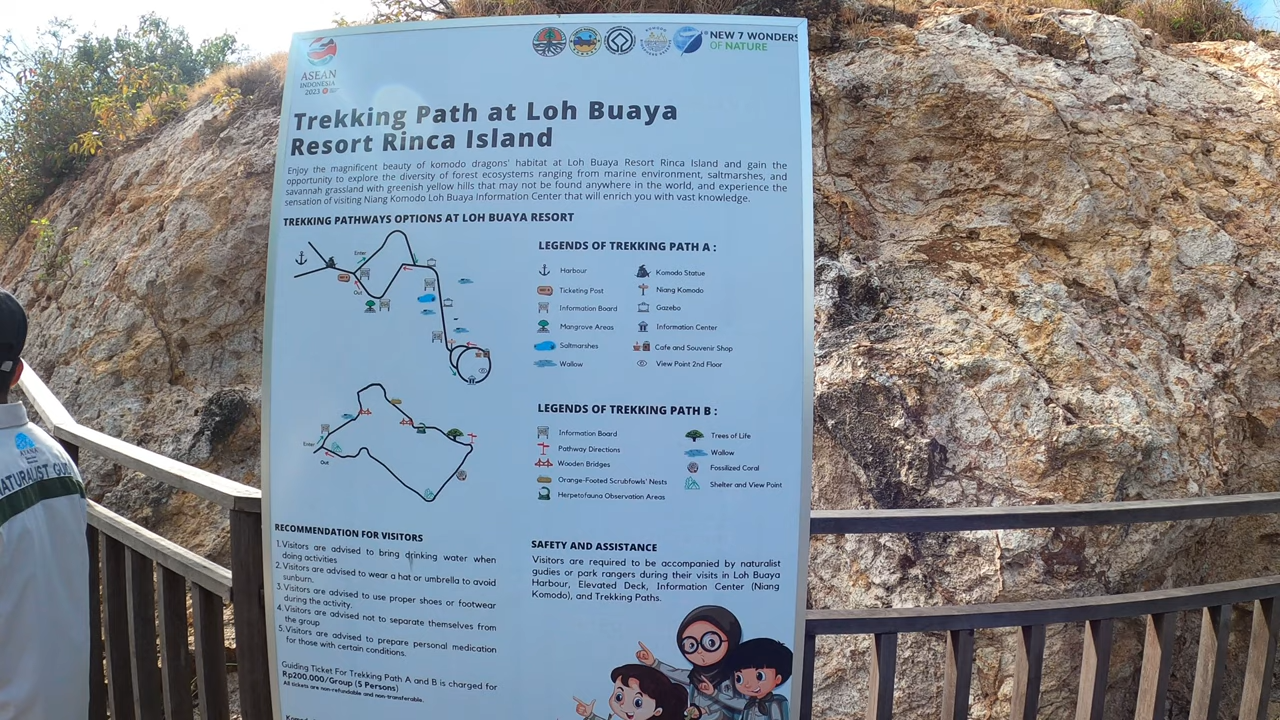 ASEAN
INDONESIA
2023
NEW 7 WONDERS
OF NATURE
Trekking Path at Loh Buaya
Resort Rinca Island
Enjoy the magnificent beauty of komodo dragons' habitat at Loh Buaya Resort Rinca Island and gain the
opportunity to explore the diversity of forest ecosystems ranging from marine environment, saltmarshes, and
savannah grassland with greenish yellow hills that may not be found anywhere in the world, and experience the
sensation of visiting Niang Komodo Loh Buaya Information Center that will enrich you with vast knowledge.
TREKKING PATHWAYS OPTIONS AT LOH BUAYA RESORT
Enter
Out
LEGENDS OF TREKKING PATH A :
Harbour
Komodo Statue
Ticketing Post
Niang Komodo
Information Board
Gazebo
Mangrove Areas
Information Center
Saltmarshes
Cafe and Souvenir Shop
Wallow
View Point 2nd Floor
Enter
Out
LEGENDS OF TREKKING PATH B :
Information Board
Trees of Life
Pathway Directions
Wallow
Wooden Bridges
Fossilized Coral
Orange-Footed Scrubfowls' Nests
Shelter and View Point
Herpetofauna Observation Areas
RECOMMENDATION FOR VISITORS
1. Visitors are advised to bring drinking water when
doing activities
2. Visitors are advised to wear a hat or umbrella to avoid
sunburn.
3. Visitors are advised to use proper shoes or footwear
during the activity.
4. Visitors are advised not to separate themselves from
the group
5. Visitors are advised to prepare personal medication
for those with certain conditions.
Guiding Ticket For Trekking Path A and B is charged for
Rp200.000/Group (5 Persons)
All tickets are non-refundable and non-transferable.
SAFETY AND ASSISTANCE
Visitors are required to be accompanied by naturalist
gudies or park rangers during their visits in Loh Buaya
Harbour, Elevated Deck, Information Center (Niang
Komodo), and Trekking Paths.
NATURALIST GUI